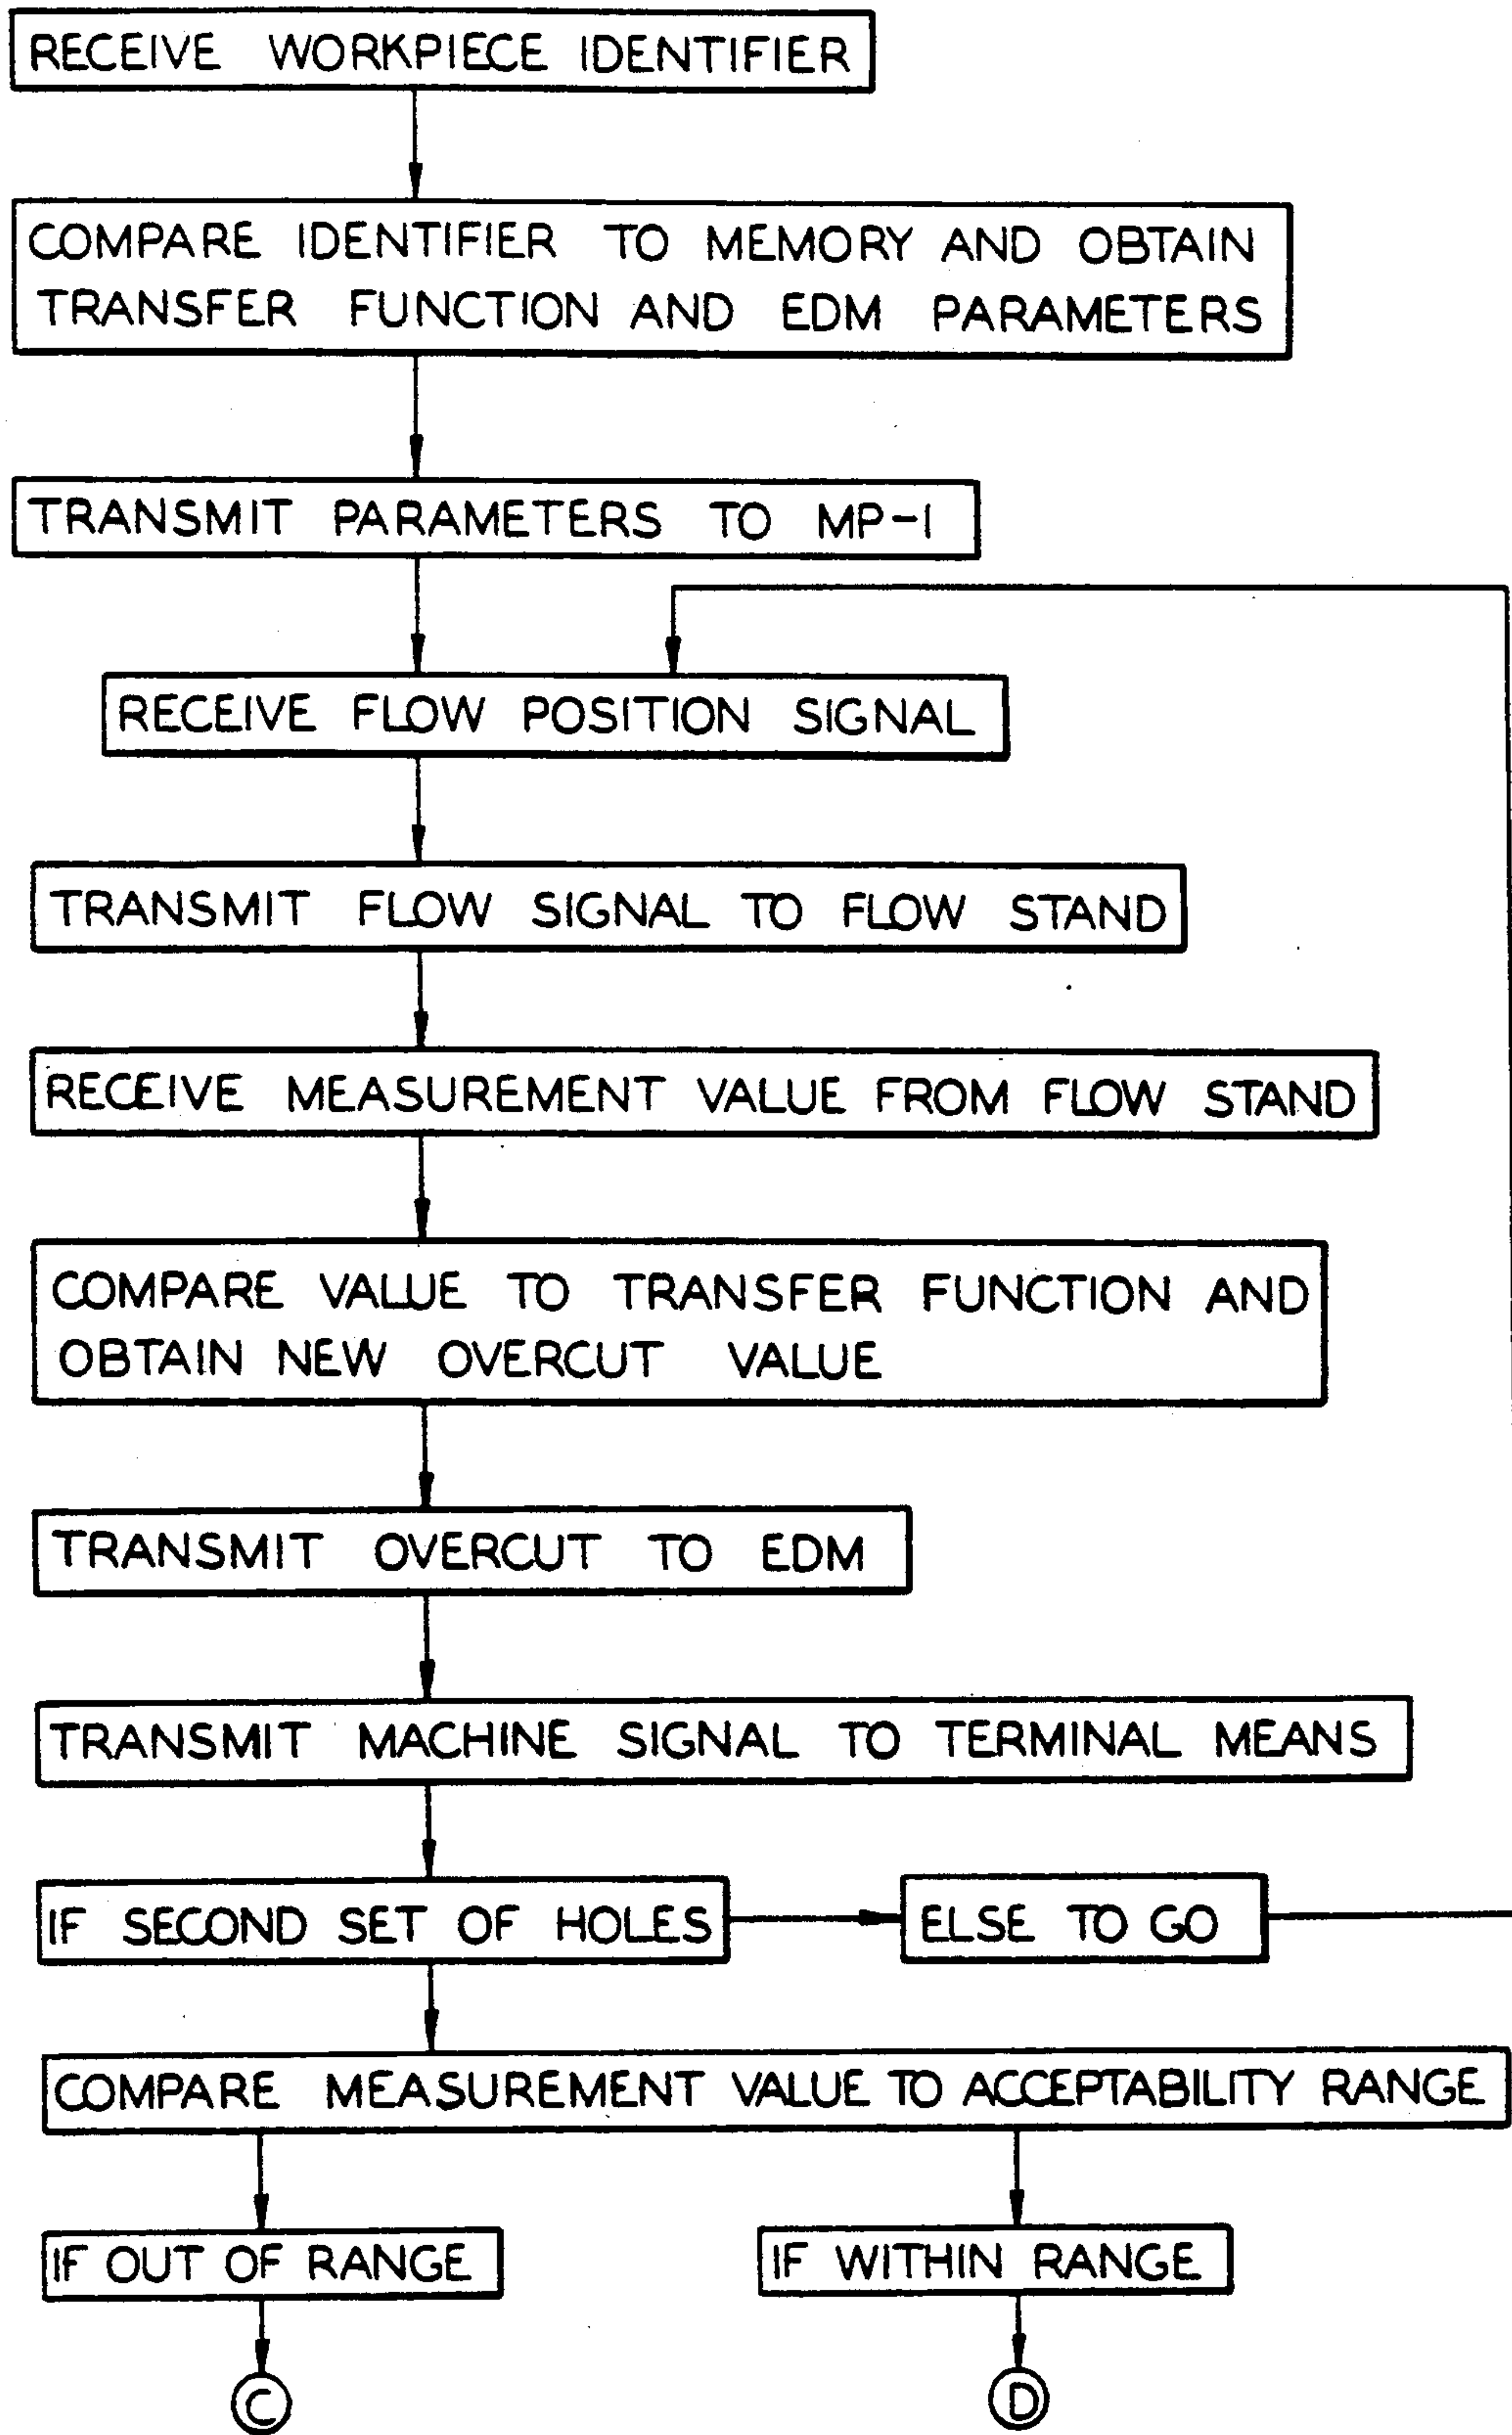 RECEIVE WORKPIECE IDENTIFIER
COMPARE IDENTIFIER TO MEMORY AND OBTAIN
TRANSFER FUNCTION AND EDM PARAMETERS
TRANSMIT PARAMETERS TO MP-1
RECEIVE FLOW POSITION SIGNAL
TRANSMIT FLOW SIGNAL TO FLOW STAND
RECEIVE MEASUREMENT VALUE FROM FLOW STAND
COMPARE VALUE TO TRANSFER FUNCTION AND
OBTAIN NEW OVERCUT VALUE
TRANSMIT OVERCUT TO EDM
TRANSMIT MACHINE SIGNAL TO TERMINAL MEANS
IF SECOND SET OF HOLES
ELSE TO GO
COMPARE MEASUREMENT VALUE TO ACCEPTABILITY RANGE
IF OUT OF RANGE
IF WITHIN RANGE
C
D